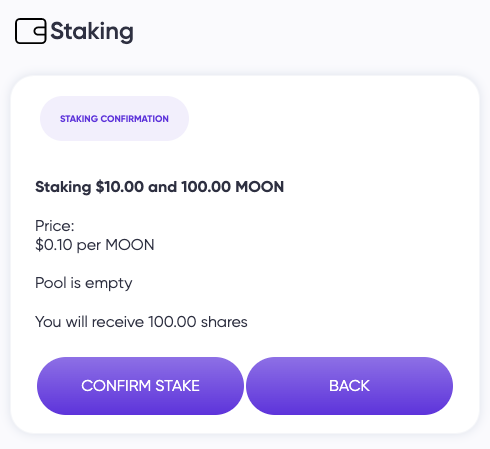 Staking
STAKING CONFIRMATION
Staking $10.00 and 100.00 MOON
Price:
$0.10 per MOON
Pool is empty
You will receive 100.00 shares
CONFIRM STAKE
BACK